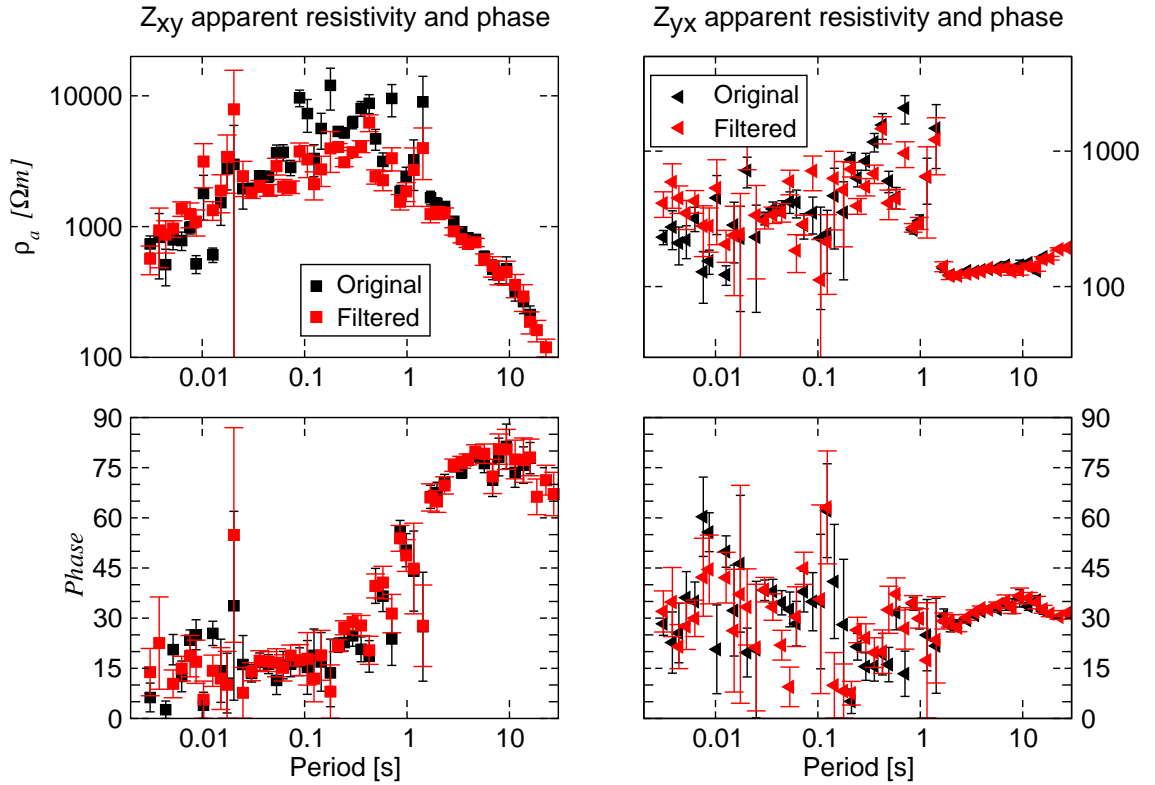 Zxy apparent resistivity and phase
Zyx apparent resistivity and phase
10000
1000
100
ρa [Ωm]
Original
Filtered
0.01 0.1 1 10
Original
Filtered
1000
100
0.01 0.1 1 10
90
75
60
45
30
15
0
Phase
0.01 0.1 1 10
Period [s]
90
75
60
45
30
15
0
0.01 0.1 1 10
Period [s]